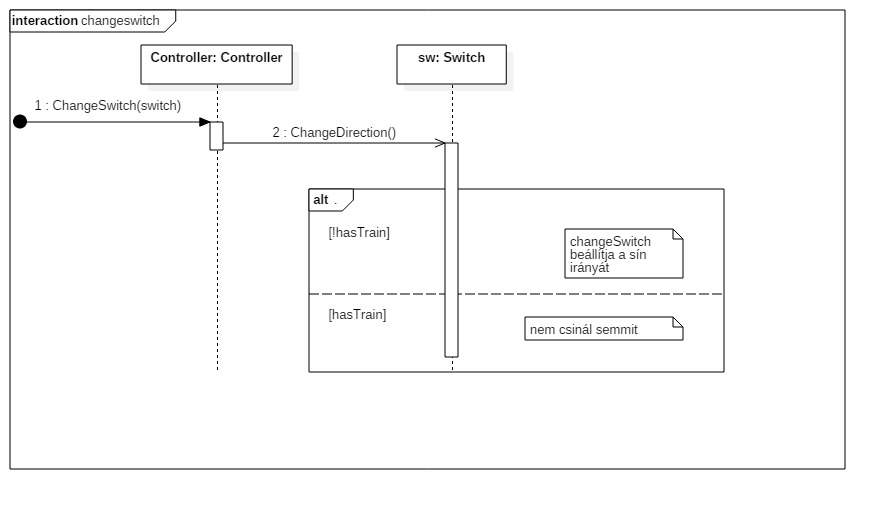 interaction changeswitch
Controller: Controller
sw: Switch
1 : ChangeSwitch(switch)
2 : ChangeDirection()
alt .
[!hasTrain]
changeSwitch
beállítja a sín
irányát
[hasTrain]
nem csinál semmit